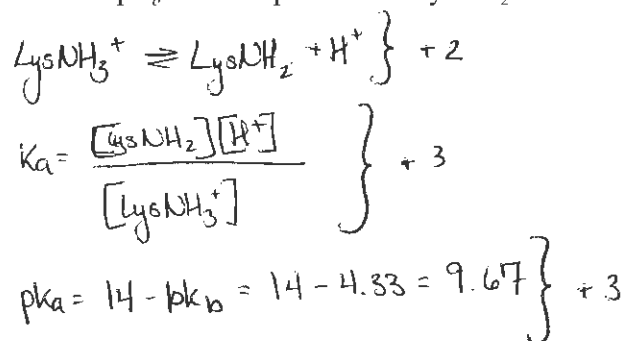 LysNH₃⁺ ⇌ LysNH₂ + H⁺ } + 2
Ka = [LysNH₂][H⁺] / [LysNH₃⁺] } + 3
pKa = 14 - pKb = 14 - 4.33 = 9.67 } + 3